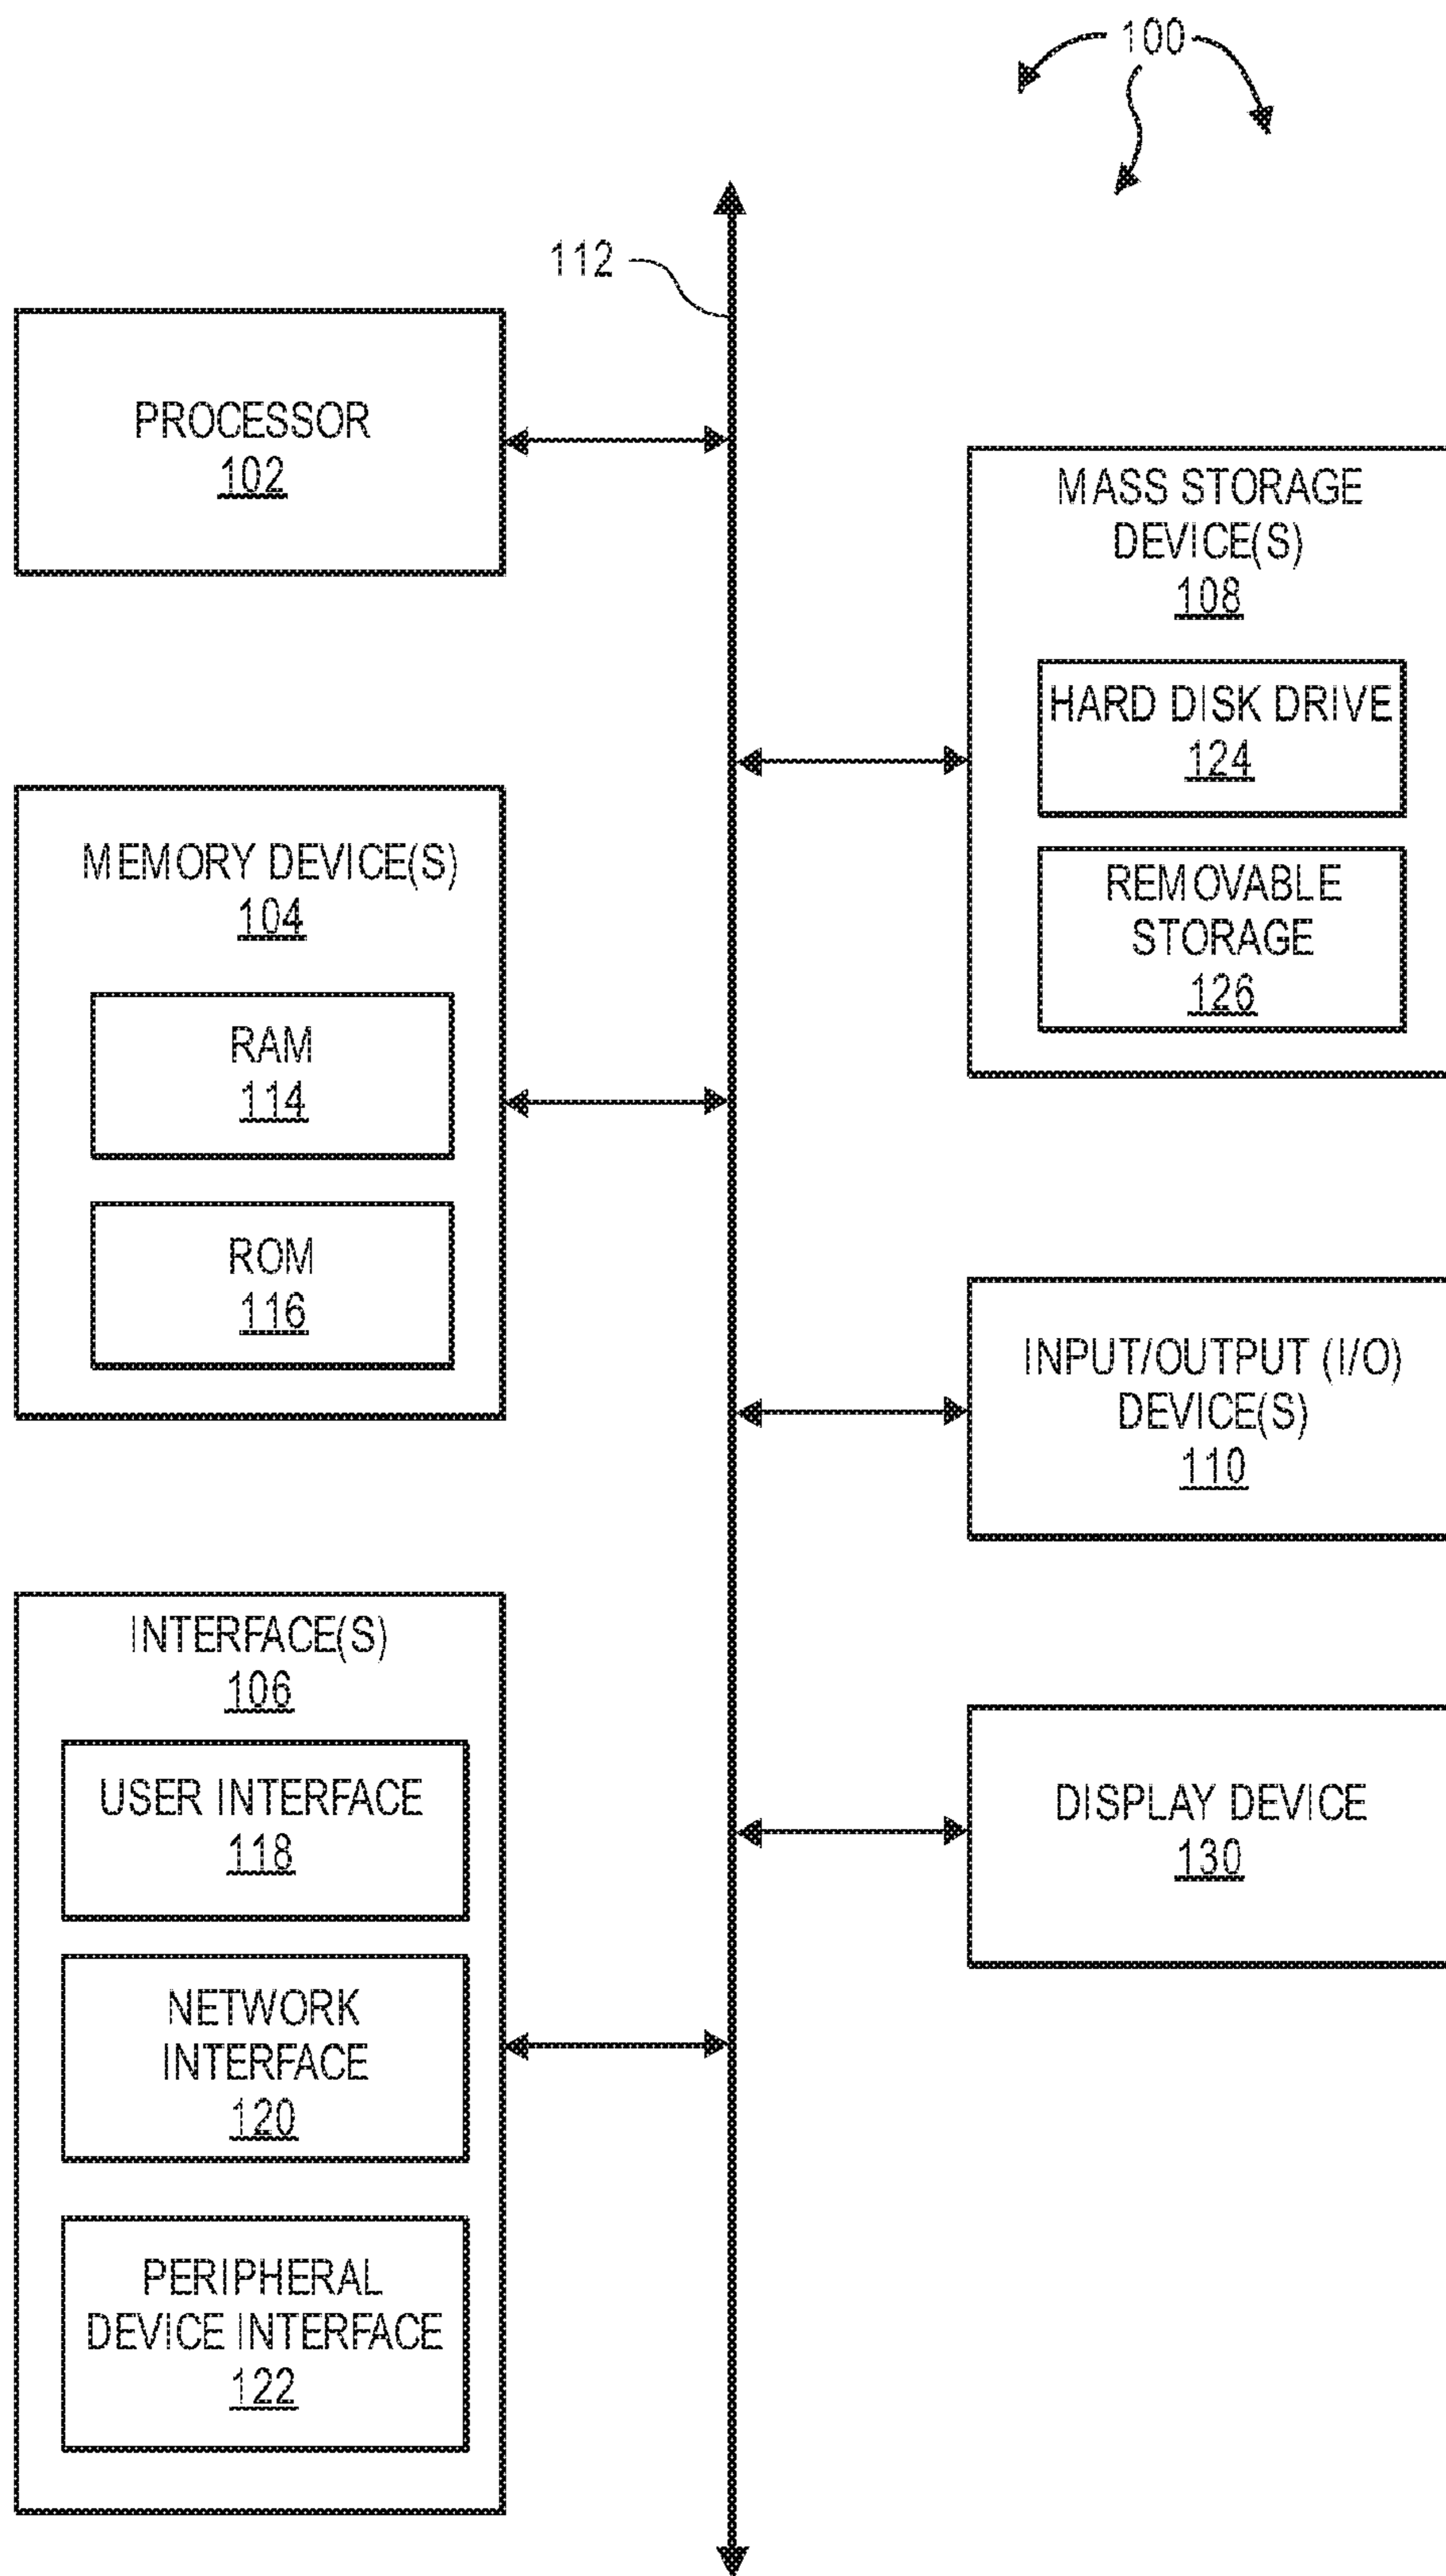 100
112
PROCESSOR
102
MASS STORAGE
DEVICE(S)
108
HARD DISK DRIVE
124
REMOVABLE
STORAGE
126
MEMORY DEVICE(S)
104
RAM
114
ROM
116
INPUT/OUTPUT (I/O)
DEVICE(S)
110
INTERFACE(S)
106
USER INTERFACE
118
NETWORK
INTERFACE
120
PERIPHERAL
DEVICE INTERFACE
122
DISPLAY DEVICE
130